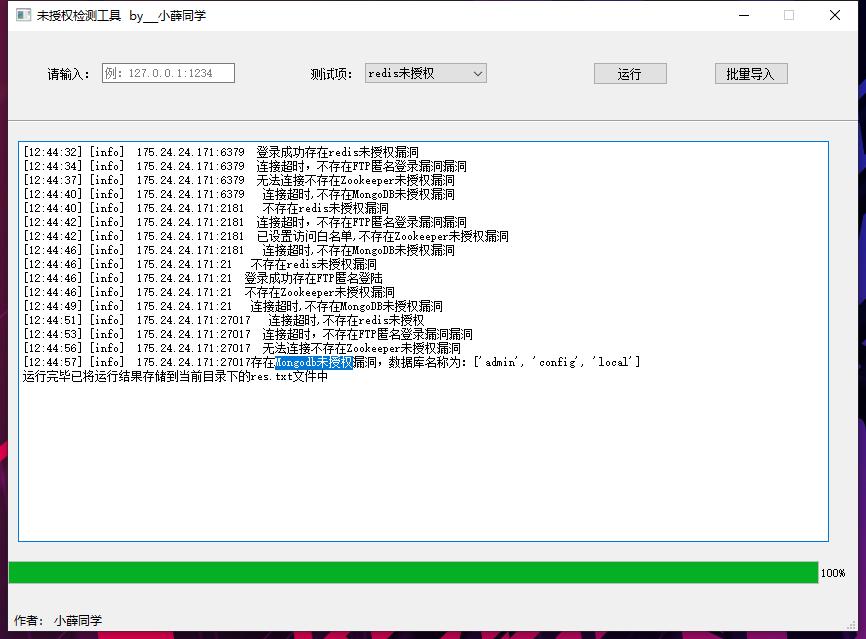 未授权检测工具 by__小薛同学
请输入： 例：127.0.0.1:1234 测试项： redis未授权 运行 批量导入
[12:44:32] [info] 175.24.24.171:6379 登录成功存在redis未授权漏洞
[12:44:34] [info] 175.24.24.171:6379 连接超时，不存在FTP匿名登录漏洞漏洞
[12:44:37] [info] 175.24.24.171:6379 无法连接不存在Zookeeper未授权漏洞
[12:44:40] [info] 175.24.24.171:6379 连接超时,不存在MongoDB未授权漏洞
[12:44:40] [info] 175.24.24.171:2181 不存在redis未授权漏洞
[12:44:42] [info] 175.24.24.171:2181 连接超时，不存在FTP匿名登录漏洞漏洞
[12:44:42] [info] 175.24.24.171:2181 已设置访问白名单,不存在Zookeeper未授权漏洞
[12:44:46] [info] 175.24.24.171:2181 连接超时,不存在MongoDB未授权漏洞
[12:44:46] [info] 175.24.24.171:21 不存在redis未授权漏洞
[12:44:46] [info] 175.24.24.171:21 登录成功存在FTP匿名登陆
[12:44:46] [info] 175.24.24.171:21 不存在Zookeeper未授权漏洞
[12:44:49] [info] 175.24.24.171:21 连接超时,不存在MongoDB未授权漏洞
[12:44:51] [info] 175.24.24.171:27017 连接超时,不存在redis未授权
[12:44:53] [info] 175.24.24.171:27017 连接超时，不存在FTP匿名登录漏洞漏洞
[12:44:56] [info] 175.24.24.171:27017 无法连接不存在Zookeeper未授权漏洞
[12:44:57] [info] 175.24.24.171:27017存在Mongodb未授权漏洞，数据库名称为：['admin', 'config', 'local']
运行完毕已将运行结果存储到当前目录下的res.txt文件中
100%
作者： 小薛同学